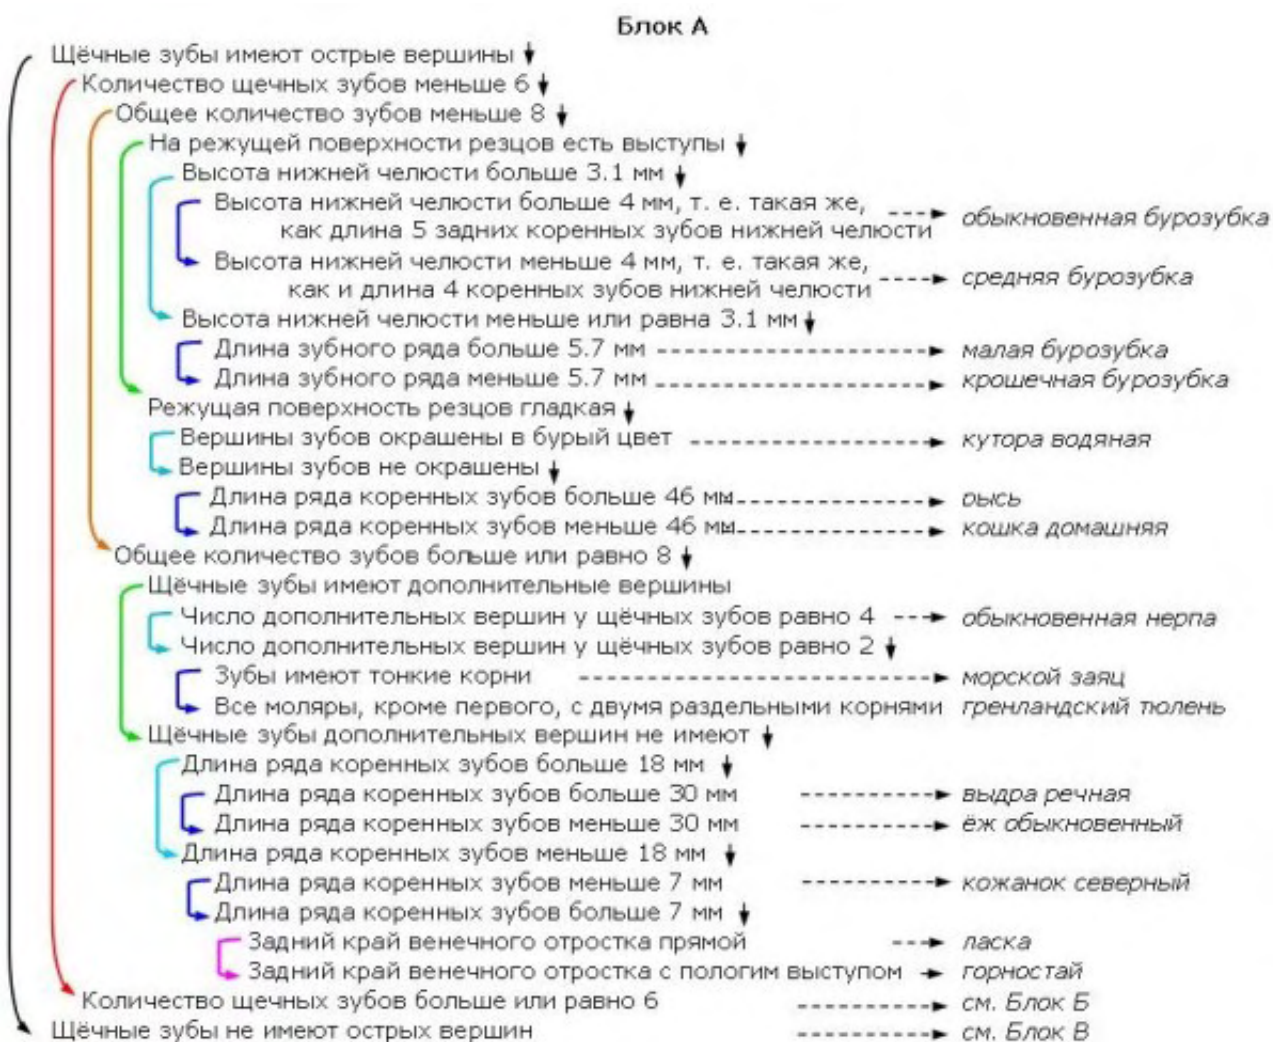 Блок А
Щёчные зубы имеют острые вершины
Количество щечных зубов меньше 6
Общее количество зубов меньше 8
На режущей поверхности резцов есть выступы
Высота нижней челюсти больше 3.1 мм
Высота нижней челюсти больше 4 мм, т. е. такая же,
как длина 5 задних коренных зубов нижней челюсти
обыкновенная бурозубка
Высота нижней челюсти меньше 4 мм, т. е. такая же,
как и длина 4 коренных зубов нижней челюсти
средняя бурозубка
Высота нижней челюсти меньше или равна 3.1 мм
Длина зубного ряда больше 5.7 мм малая бурозубка
Длина зубного ряда меньше 5.7 мм крошечная бурозубка
Режущая поверхность резцов гладкая
Вершины зубов окрашены в бурый цвет кутора водяная
Вершины зубов не окрашены
Длина ряда коренных зубов больше 46 мм рысь
Длина ряда коренных зубов меньше 46 мм кошка домашняя
Общее количество зубов больше или равно 8
Щёчные зубы имеют дополнительные вершины
Число дополнительных вершин у щёчных зубов равно 4 обыкновенная нерпа
Число дополнительных вершин у щёчных зубов равно 2
Зубы имеют тонкие корни морской заяц
Все моляры, кроме первого, с двумя раздельными корнями гренландский тюлень
Щёчные зубы дополнительных вершин не имеют
Длина ряда коренных зубов больше 18 мм
Длина ряда коренных зубов больше 30 мм выдра речная
Длина ряда коренных зубов меньше 30 мм ёж обыкновенный
Длина ряда коренных зубов меньше 18 мм
Длина ряда коренных зубов меньше 7 мм кожанок северный
Длина ряда коренных зубов больше 7 мм
Задний край венечного отростка прямой ласка
Задний край венечного отростка с пологим выступом горностай
Количество щечных зубов больше или равно 6 см. Блок Б
Щёчные зубы не имеют острых вершин см. Блок В